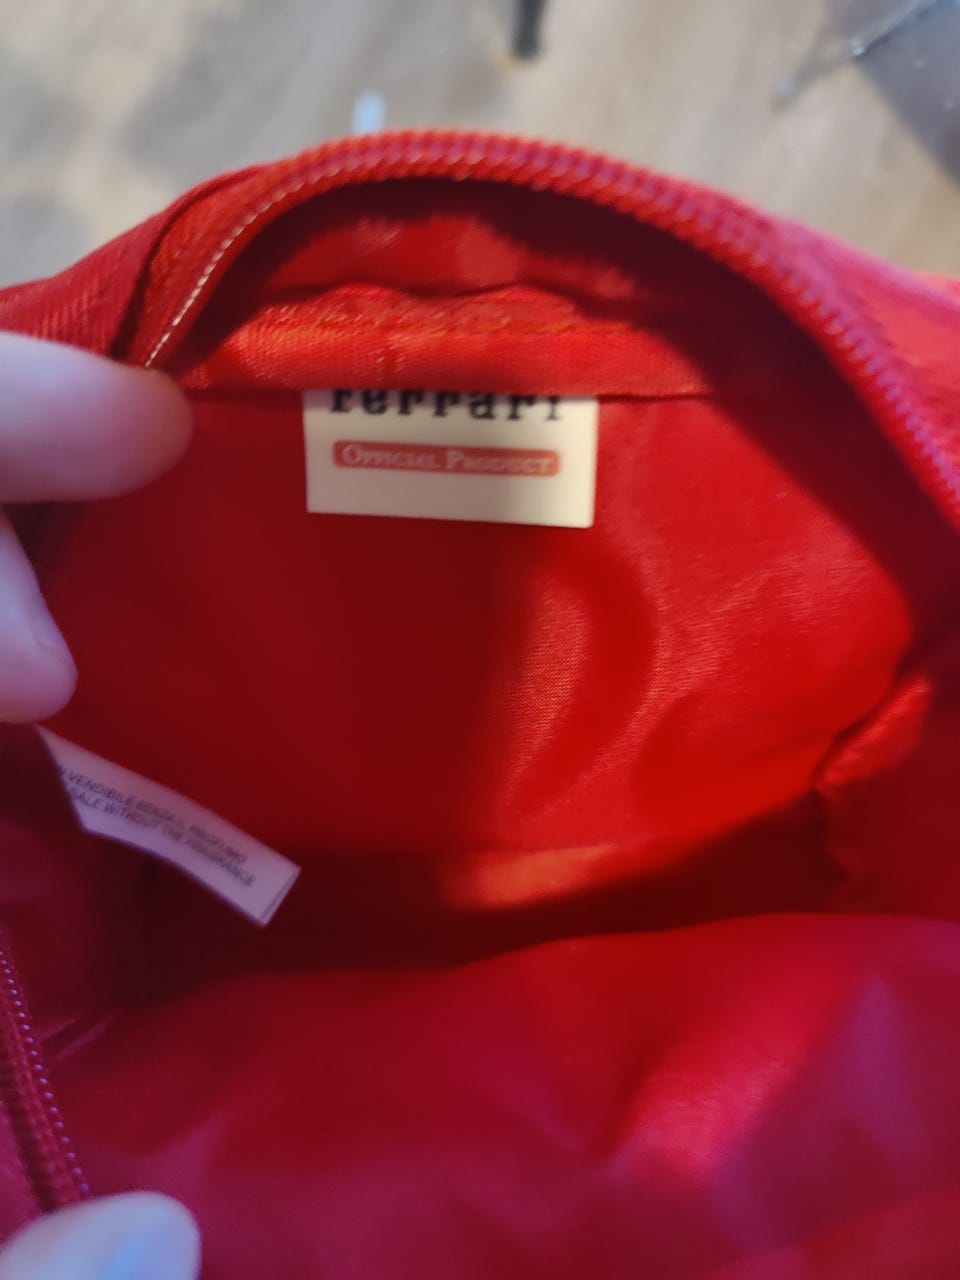 Ferrari
OFFICIAL PRODUCT
N VENDIBILE SENZA IL PROFUMO
SALE WITHOUT THE FRAGRANCE